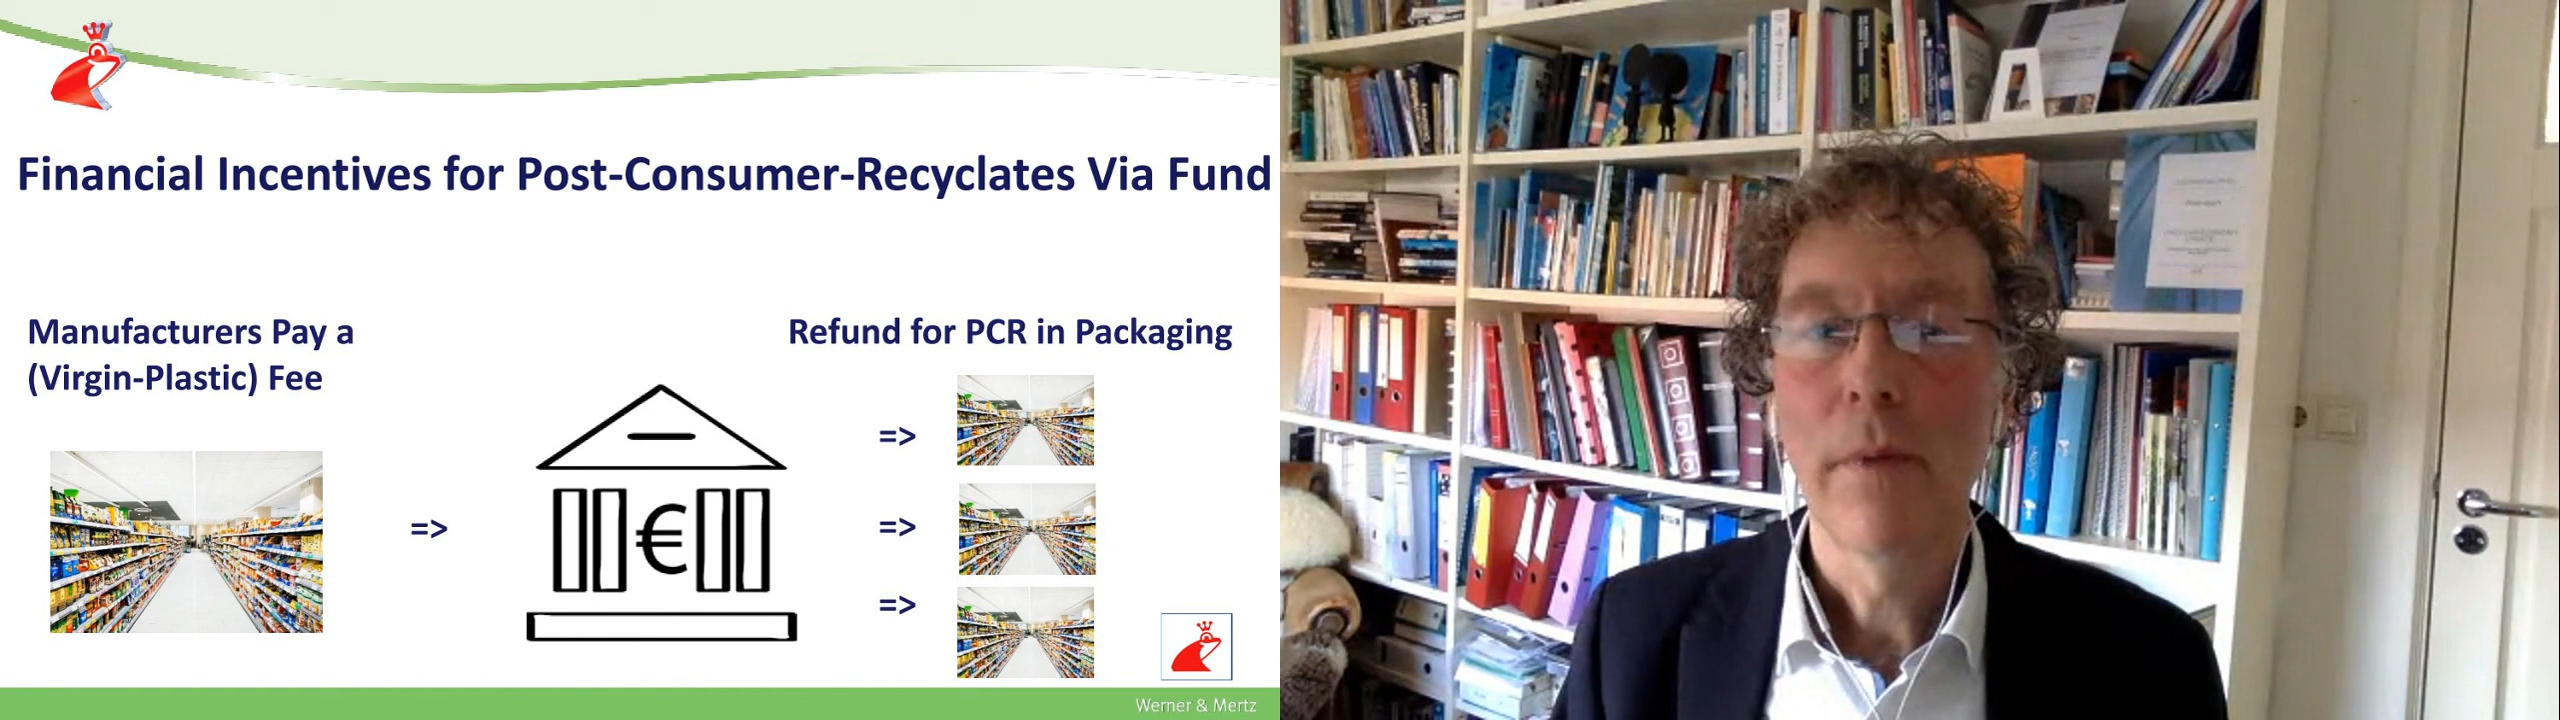 Financial Incentives for Post-Consumer-Recyclates Via Fund
Manufacturers Pay a
(Virgin-Plastic) Fee
Refund for PCR in Packaging
=>
€
=>
=>
=>
Werner & Mertz